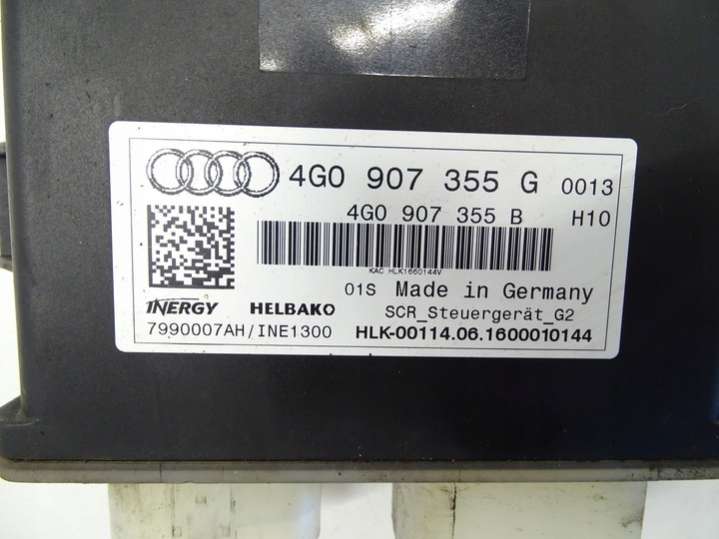 4G0 907 355 G 0013
4G0 907 355 B H10
KAC HLK1660144V
01S Made in Germany
INERGY HELBAKO SCR_Steuergerät_G2
7990007AH/INE1300 HLK-00114.06.1600010144